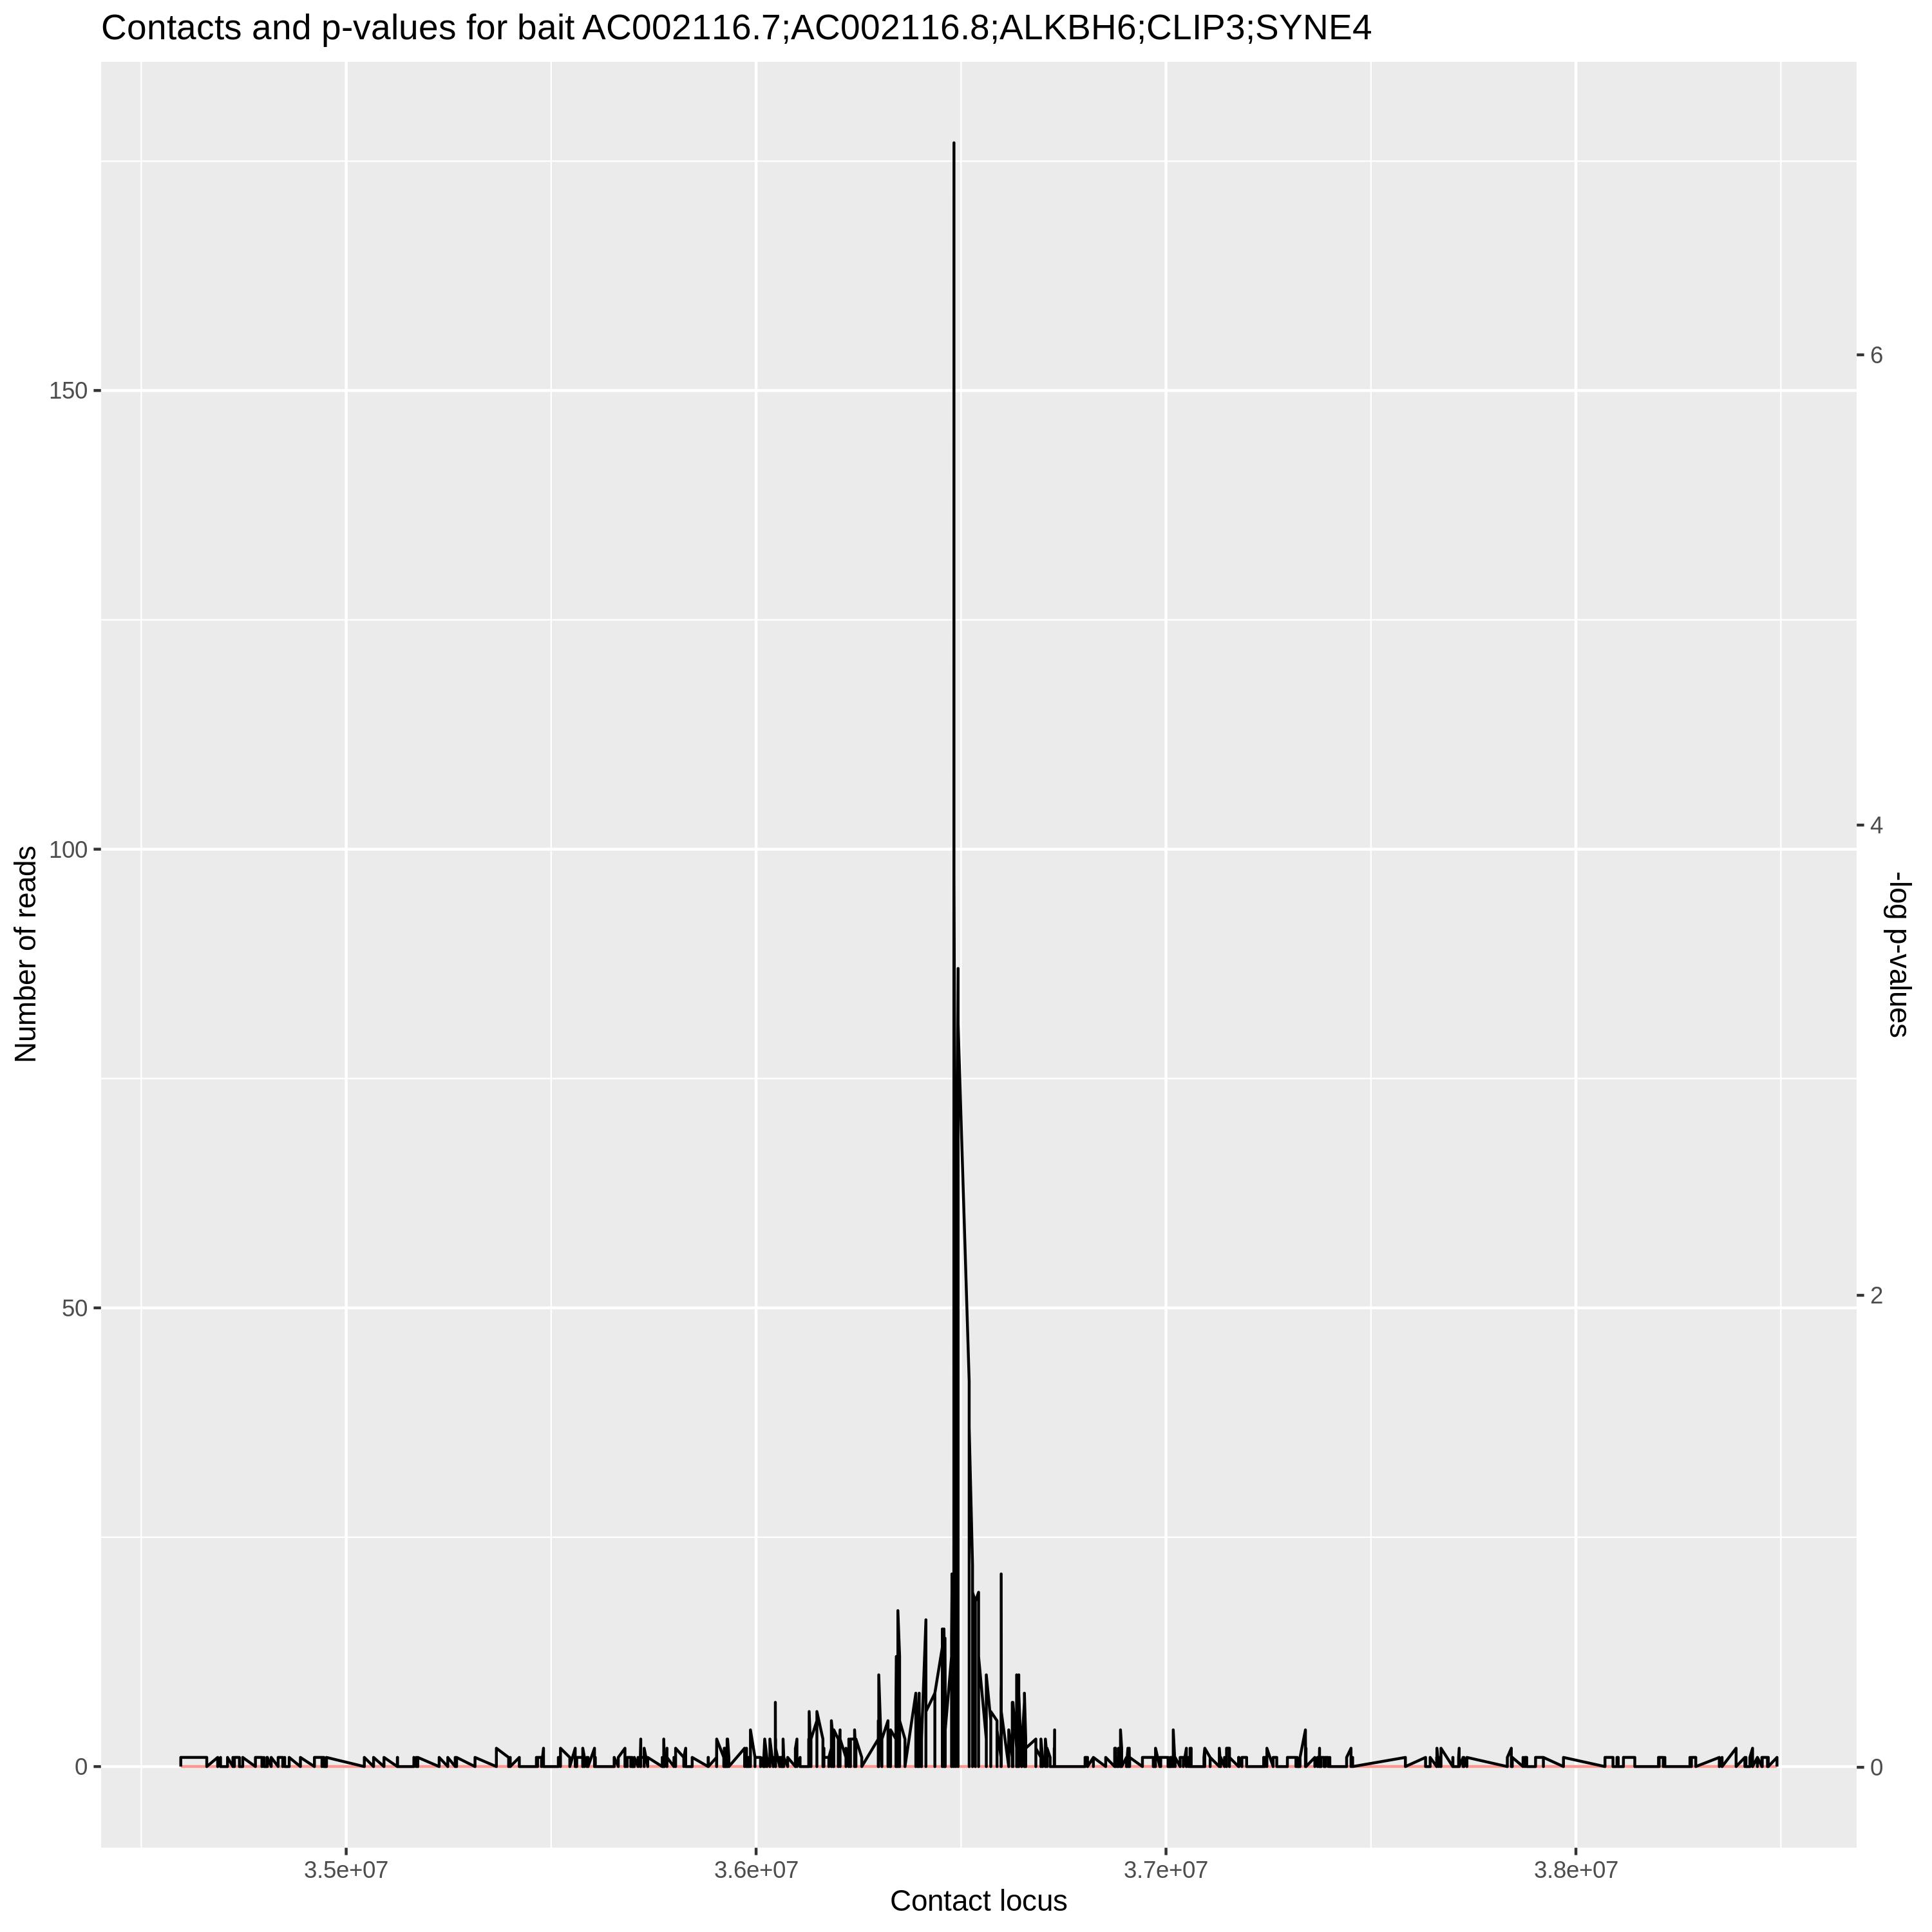 Contacts and p-values for bait AC002116.7;AC002116.8;ALKBH6;CLIP3;SYNE4
Number of reads
150
100
50
0
6
4
2
0
-log p-values
3.5e+07 3.6e+07 3.7e+07 3.8e+07
Contact locus